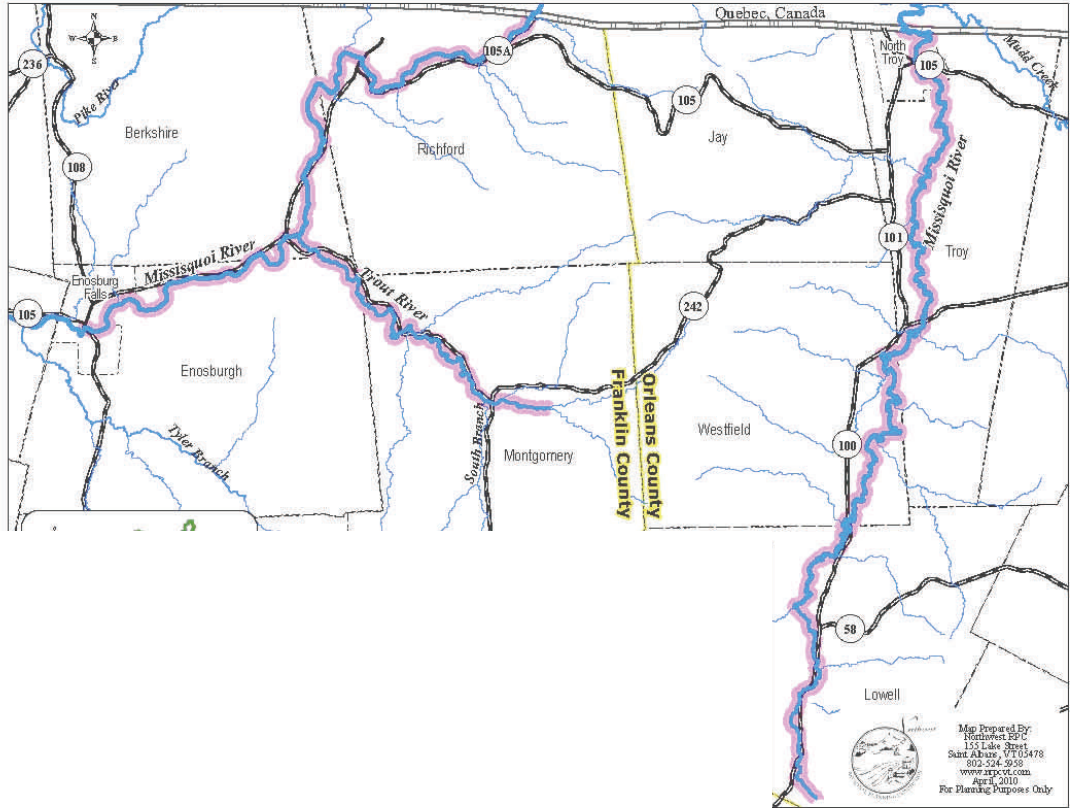 Quebec, Canada
N
W
E
S
236
Pike River
Berkshire
108
105A
Richford
105
Jay
North
Troy
105
Mudd Creek
Missisquoi River
101
Troy
Missisquoi River
Enosburg
Falls
105
Trout River
242
Enosburgh
Tyler Branch
South Branch
Montgomery
Franklin County
Orleans County
Westfield
100
58
Lowell
Northwest
Map Prepared By:
Northwest RPC
155 Lake Street
Saint Albans, VT 05478
802-524-5958
www.nrpcvt.com
April, 2010
For Planning Purposes Only